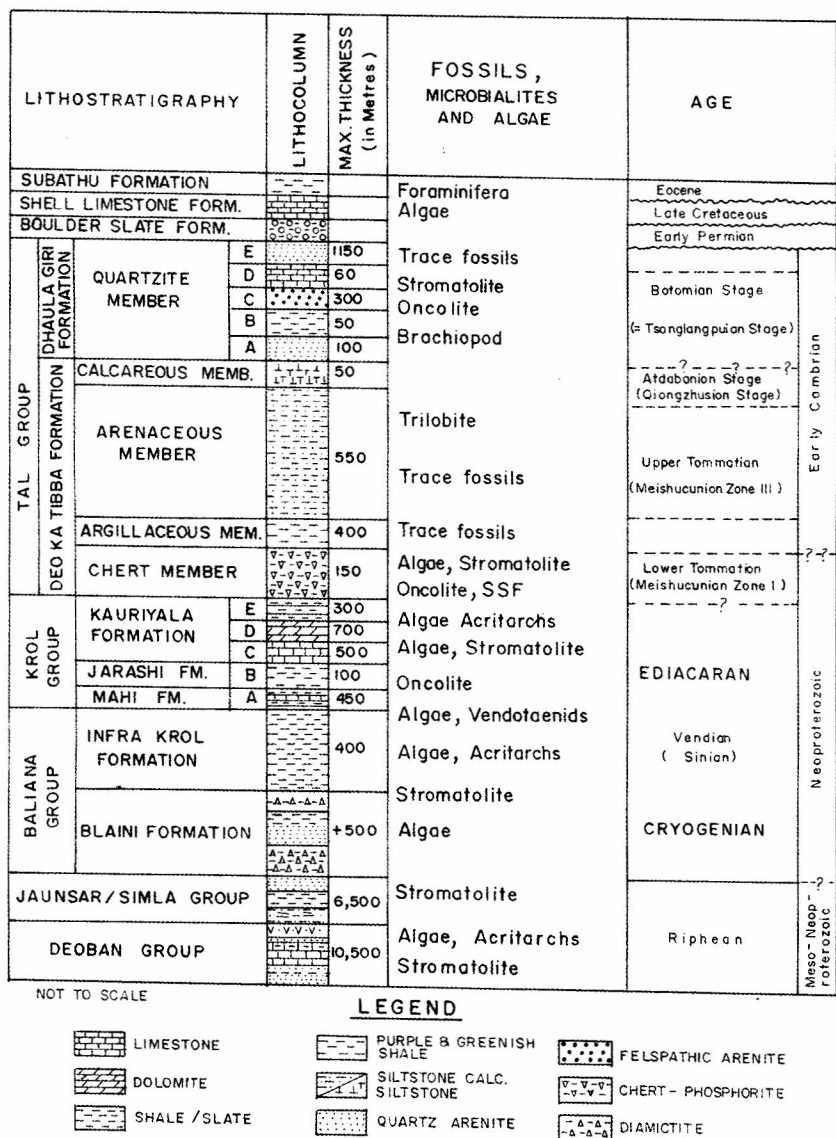 LITHOSTRATIGRAPHY
LITHOCOLUMN
MAX. THICKNESS
(in Metres)
FOSSILS,
MICROBIALITES
AND ALGAE
AGE
SUBATHU FORMATION
Foraminifera
Eocene
SHELL LIMESTONE FORM.
Algae
Late Cretaceous
BOULDER SLATE FORM.
Early Permian
TAL GROUP
DHAULA GIRI
FORMATION
QUARTZITE
MEMBER
E
1150
Trace fossils
D
60
Stromatolite
C
300
Oncolite
B
50
Brachiopod
A
100
Botomian Stage
(= Tsanglangpuian Stage)
? ? ?
Early Cambrian
DEO KA TIBBA FORMATION
CALCAREOUS MEMB.
50
Atdabanion Stage
(Qiongzhusion Stage)
ARENACEOUS
MEMBER
550
Trilobite
Trace fossils
Upper Tommation
(Meishucunion Zone III)
ARGILLACEOUS MEM.
400
Trace fossils
? ?
CHERT MEMBER
150
Algae, Stromatolite
Oncolite, SSF
Lower Tommation
(Meishucunian Zone I)
?
KROL
GROUP
KAURIYALA
FORMATION
E
300
Algae Acritarchs
D
700
C
500
Algae, Stromatolite
JARASHI FM.
B
100
Oncolite
MAHI FM.
A
450
EDIACARAN
Neoproterozoic
BALIANA
GROUP
INFRA KROL
FORMATION
400
Algae, Vendotaenids
Algae, Acritarchs
Vendian
( Sinian)
BLAINI FORMATION
+500
Stromatolite
Algae
CRYOGENIAN
?
JAUNSAR/SIMLA GROUP
6,500
Stromatolite
DEOBAN GROUP
10,500
Algae, Acritarchs
Stromatolite
Riphean
Meso-Neop-
roterozoic
NOT TO SCALE
LEGEND
LIMESTONE
PURPLE & GREENISH
SHALE
FELSPATHIC ARENITE
DOLOMITE
SILTSTONE CALC.
SILTSTONE
CHERT- PHOSPHORITE
SHALE /SLATE
QUARTZ ARENITE
DIAMICTITE